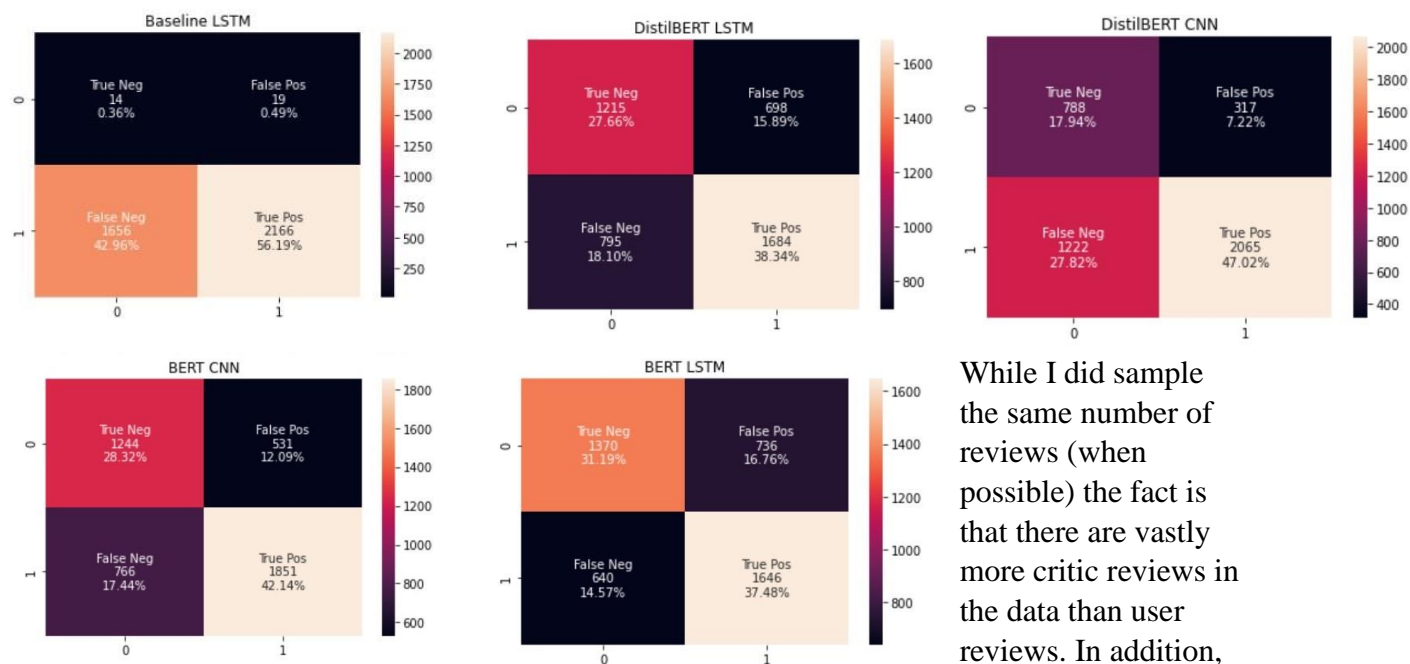 Baseline LSTM
True Neg
14
0.36%
False Pos
19
0.49%
False Neg
1656
42.96%
True Pos
2166
56.19%
0
1
0
1
2000
1750
1500
1250
1000
750
500
250
DistilBERT LSTM
True Neg
1215
27.66%
False Pos
698
15.89%
False Neg
795
18.10%
True Pos
1684
38.34%
0
1
0
1
1600
1400
1200
1000
800
DistilBERT CNN
True Neg
788
17.94%
False Pos
317
7.22%
False Neg
1222
27.82%
True Pos
2065
47.02%
0
1
0
1
2000
1800
1600
1400
1200
1000
800
600
400
BERT CNN
True Neg
1244
28.32%
False Pos
531
12.09%
False Neg
766
17.44%
True Pos
1851
42.14%
0
1
0
1
1800
1600
1400
1200
1000
800
600
BERT LSTM
True Neg
1370
31.19%
False Pos
736
16.76%
False Neg
640
14.57%
True Pos
1646
37.48%
0
1
0
1
1600
1400
1200
1000
800
While I did sample
the same number of
reviews (when
possible) the fact is
that there are vastly
more critic reviews in
the data than user
reviews. In addition,